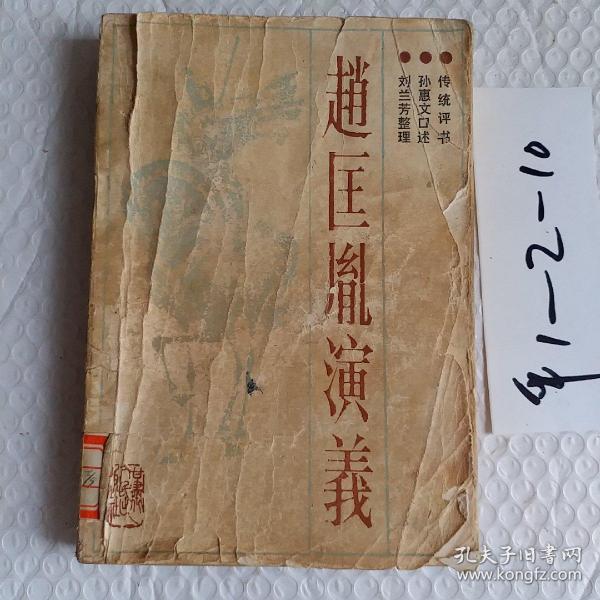 传统评书
孙惠文口述
刘兰芳整理
趙匡胤演義
1-2-10
孔夫子旧书网
www.kongfz.com